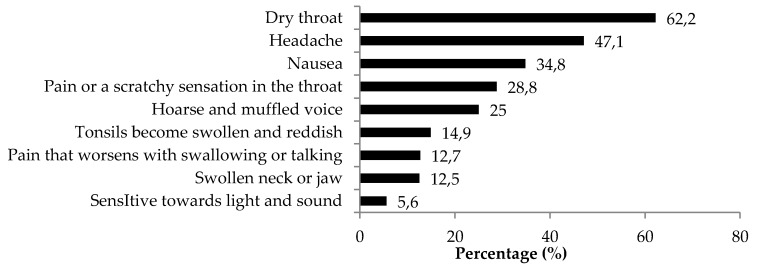 Dry throat 62,2
Headache 47,1
Nausea 34,8
Pain or a scratchy sensation in the throat 28,8
Hoarse and muffled voice 25
Tonsils become swollen and reddish 14,9
Pain that worsens with swallowing or talking 12,7
Swollen neck or jaw 12,5
SensItive towards light and sound 5,6
0 20 40 60 80
Percentage (%)